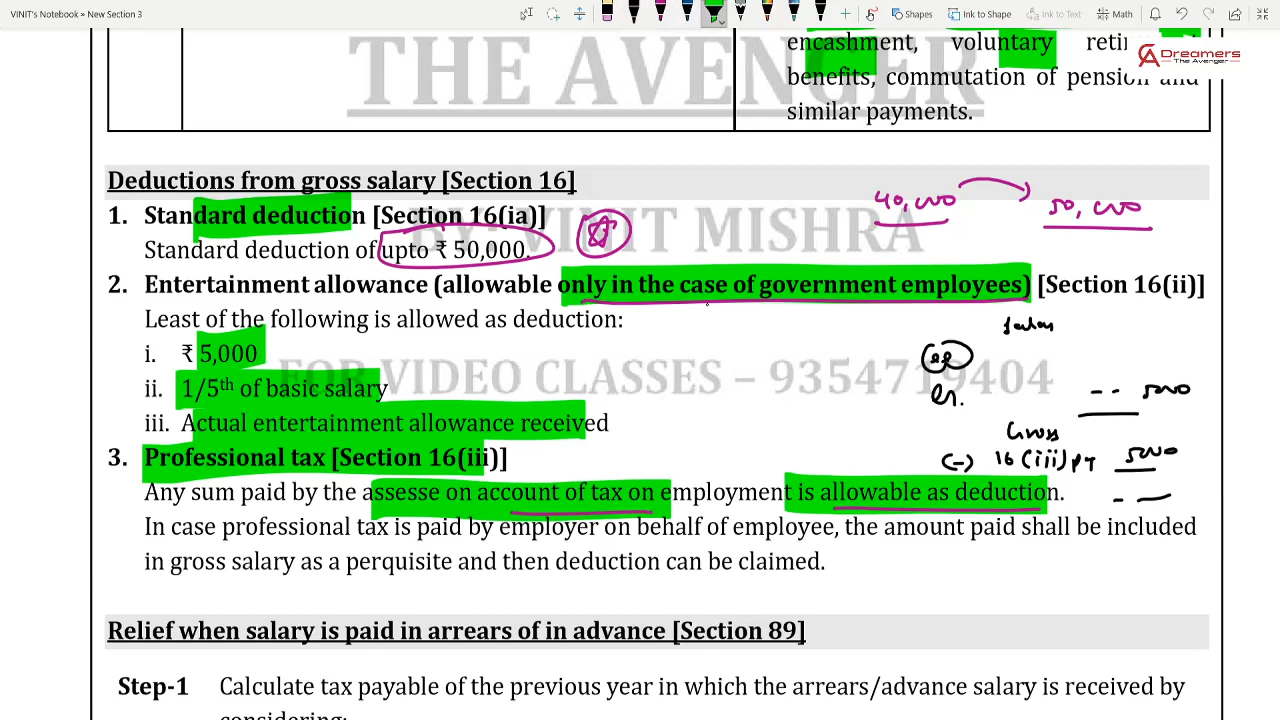 VINIT's Notebook » New Section 3
Shapes
Ink to Shape
Ink to Text
Math
THE AVENGER
encashment, voluntary reti
benefits, commutation of pension and
similar payments.
Dreamers
The Avenger
Deductions from gross salary [Section 16]
40,000
50,000
1. Standard deduction [Section 16(ia)]
BY: VINIT MISHRA
Standard deduction of upto ₹ 50,000.
2. Entertainment allowance (allowable only in the case of government employees) [Section 16(ii)]
Least of the following is allowed as deduction:
i. ₹ 5,000
FOR VIDEO CLASSES – 9354719404
ii. 1/5th of basic salary
5000
iii. Actual entertainment allowance received
Gross
3. Professional tax [Section 16(iii)]
(-) 16(iii) PT 5000
Any sum paid by the assesse on account of tax on employment is allowable as deduction.
In case professional tax is paid by employer on behalf of employee, the amount paid shall be included
in gross salary as a perquisite and then deduction can be claimed.
Relief when salary is paid in arrears of in advance [Section 89]
Step-1 Calculate tax payable of the previous year in which the arrears/advance salary is received by
considering: